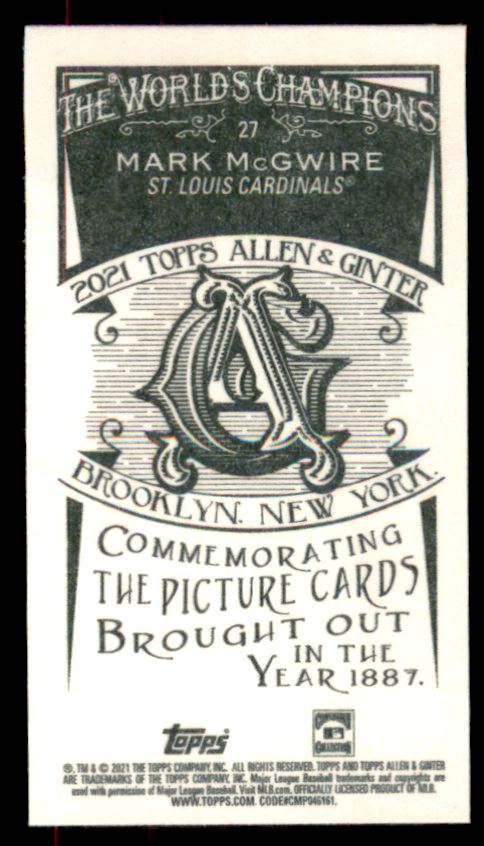 THE WORLD'S CHAMPIONS
27
MARK McGWIRE
ST. LOUIS CARDINALS®
2021 TOPPS ALLEN & GINTER
AG
BROOKLYN, NEW YORK.
COMMEMORATING
THE PICTURE CARDS
BROUGHT OUT
IN THE
YEAR 1887.
topps®
COOPERSTOWN
COLLECTION
®, TM & © 2021 THE TOPPS COMPANY, INC. ALL RIGHTS RESERVED. TOPPS AND TOPPS ALLEN & GINTER
ARE TRADEMARKS OF THE TOPPS COMPANY, INC. Major League Baseball trademarks and copyrights are
used with permission of Major League Baseball. Visit MLB.com. OFFICIALLY LICENSED PRODUCT OF MLB.
WWW.TOPPS.COM. CODE#CMP046161.